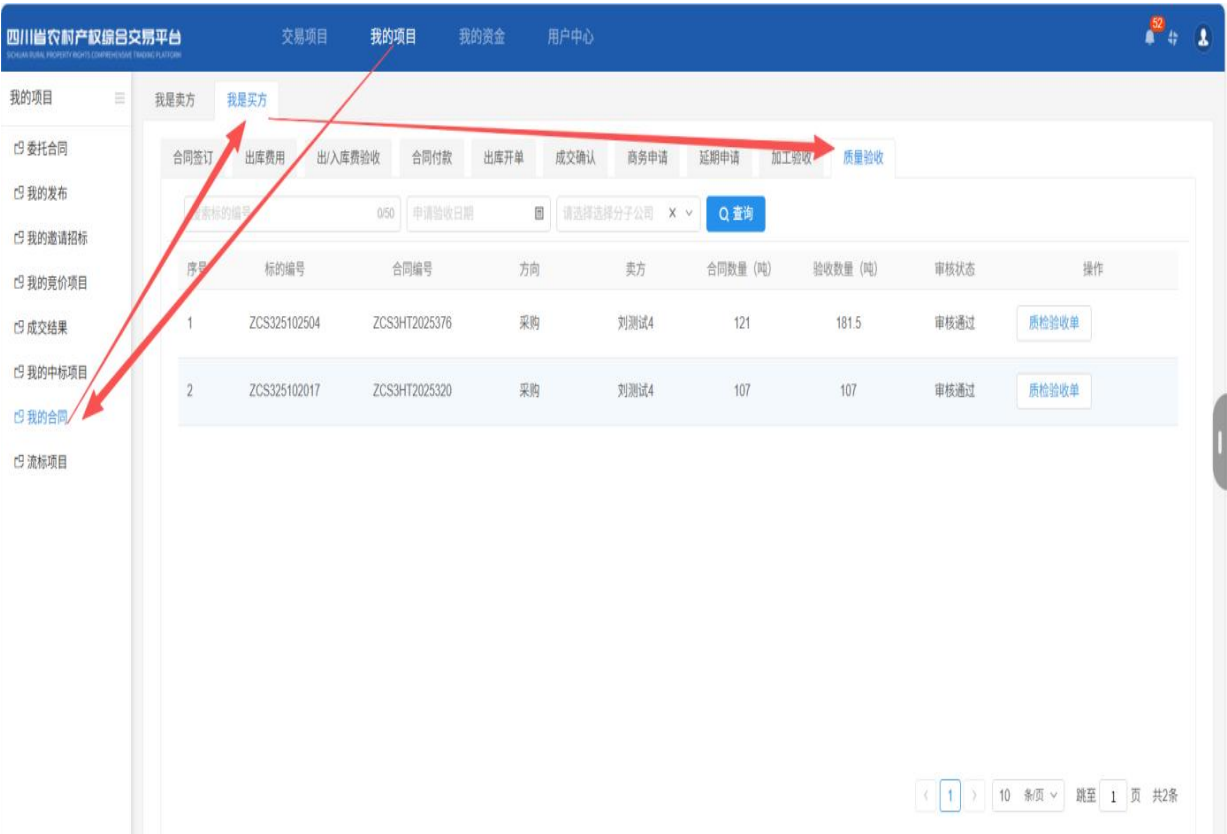 四川省农村产权综合交易平台 交易项目 我的项目 我的资金 用户中心 52
SICHUAN RURAL PROPERTY RIGHTS COMPREHENSIVE TRADING PLATFORM
我的项目 我是卖方 我是买方
委托合同
我的发布
我的邀请招标
我的竞价项目
成交结果
我的中标项目
我的合同
流标项目
合同签订 出库费用 出/入库费验收 合同付款 出库开单 成交确认 商务申请 延期申请 加工验收 质量验收
搜索标的编号 0/50 申请验收日期 请选择选择分子公司 X 查询
序号 标的编号 合同编号 方向 卖方 合同数量（吨） 验收数量（吨） 审核状态 操作
1 ZCS325102504 ZCS3HT2025376 采购 刘测试4 121 181.5 审核通过 质检验收单
2 ZCS325102017 ZCS3HT2025320 采购 刘测试4 107 107 审核通过 质检验收单
< 1 > 10 条/页 跳至 1 页 共2条